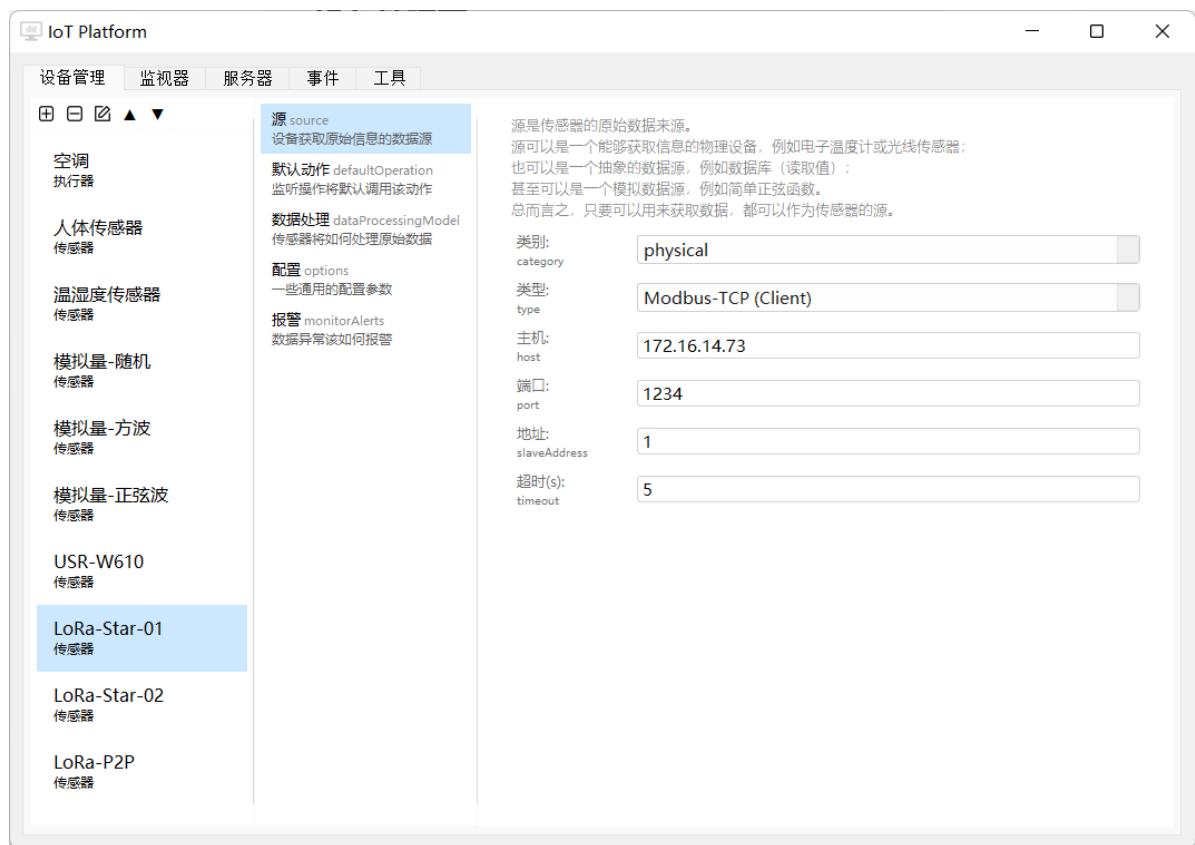 IoT Platform
设备管理
监视器
服务器
事件
工具
空调
执行器
人体传感器
传感器
温湿度传感器
传感器
模拟量-随机
传感器
模拟量-方波
传感器
模拟量-正弦波
传感器
USR-W610
传感器
LoRa-Star-01
传感器
LoRa-Star-02
传感器
LoRa-P2P
传感器
源 source
设备获取原始信息的数据源
默认动作 defaultOperation
监听操作将默认调用该动作
数据处理 dataProcessingModel
传感器将如何处理原始数据
配置 options
一些通用的配置参数
报警 monitorAlerts
数据异常该如何报警
源是传感器的原始数据来源。
源可以是一个能够获取信息的物理设备，例如电子温度计或光线传感器；
也可以是一个抽象的数据源，例如数据库（读取值）；
甚至可以是一个模拟数据源，例如简单正弦函数。
总而言之，只要可以用来获取数据，都可以作为传感器的源。
类别:
category
physical
类型:
type
Modbus-TCP (Client)
主机:
host
172.16.14.73
端口:
port
1234
地址:
slaveAddress
1
超时(s):
timeout
5